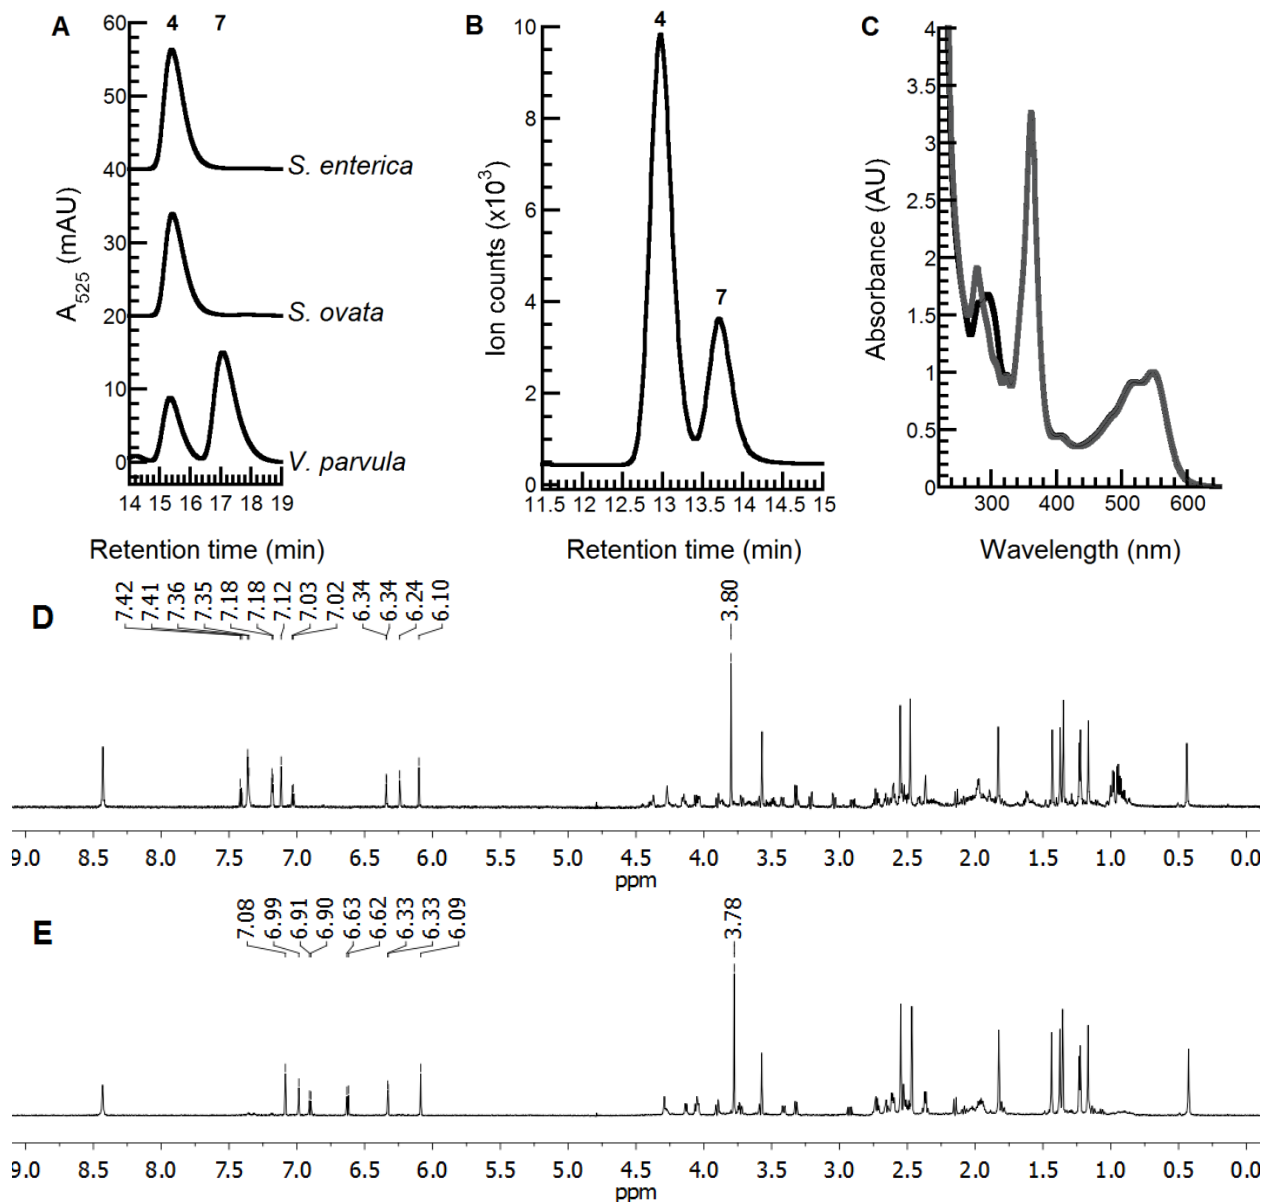 A
4 7
60
50
40
30
20
10
0
A525 (mAU)
S. enterica
S. ovata
V. parvula
14 15 16 17 18 19
Retention time (min)
B
4
7
10
8
6
4
2
0
Ion counts (x10³)
11.5 12 12.5 13 13.5 14 14.5 15
Retention time (min)
C
4
3.5
3
2.5
2
1.5
1
0.5
0
Absorbance (AU)
300 400 500 600
Wavelength (nm)
D
7.42 7.41 7.36 7.35 7.18 7.18 7.12 7.03 7.02 6.34 6.34 6.24 6.10
3.80
9.0 8.5 8.0 7.5 7.0 6.5 6.0 5.5 5.0 4.5 4.0 3.5 3.0 2.5 2.0 1.5 1.0 0.5 0.0
ppm
E
7.08 6.99 6.91 6.90 6.63 6.62 6.33 6.33 6.09
3.78
9.0 8.5 8.0 7.5 7.0 6.5 6.0 5.5 5.0 4.5 4.0 3.5 3.0 2.5 2.0 1.5 1.0 0.5 0.0
ppm